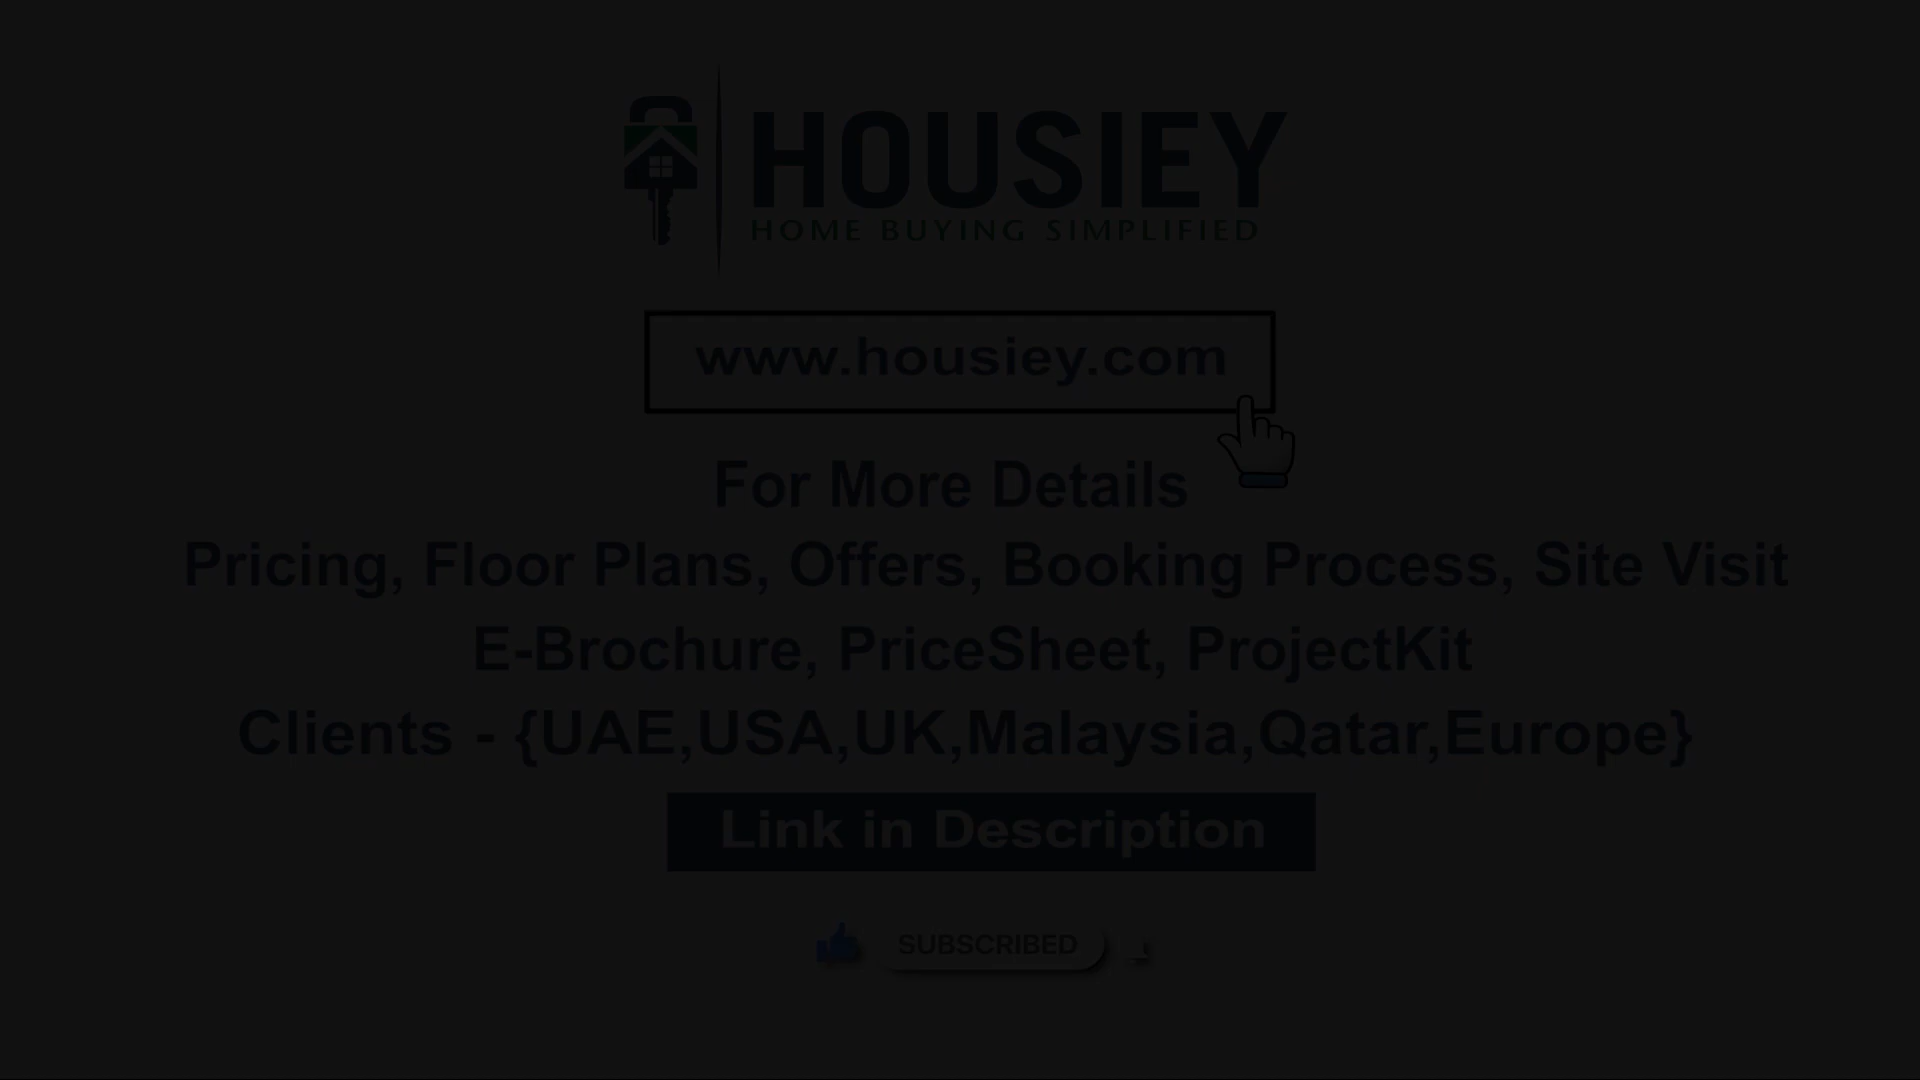 HOUSIEY
HOME BUYING SIMPLIFIED
www.housiey.com
For More Details
Pricing, Floor Plans, Offers, Booking Process, Site Visit
E-Brochure, PriceSheet, ProjectKit
Clients - {UAE,USA,UK,Malaysia,Qatar,Europe}
Link in Description
SUBSCRIBED